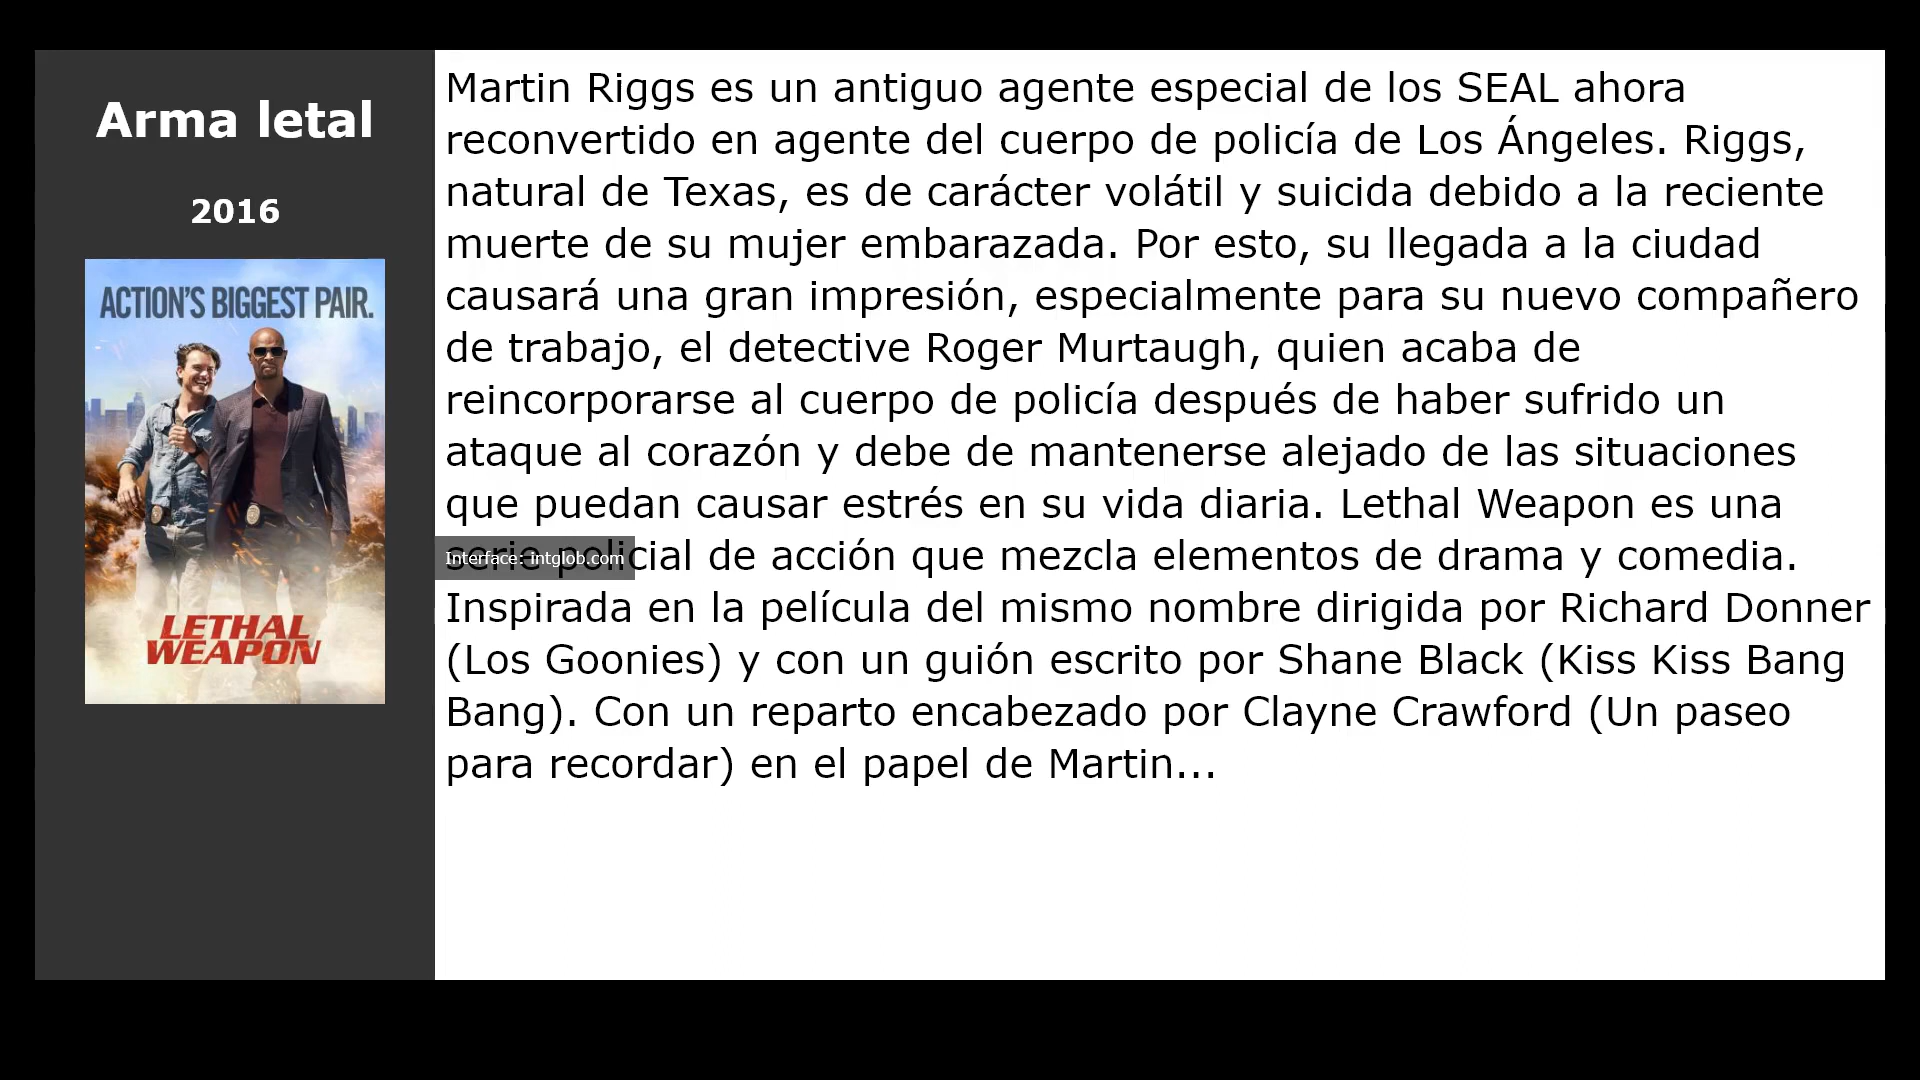 Arma letal
2016
ACTION'S BIGGEST PAIR.
LETHAL
WEAPON
Martin Riggs es un antiguo agente especial de los SEAL ahora
reconvertido en agente del cuerpo de policía de Los Ángeles. Riggs,
natural de Texas, es de carácter volátil y suicida debido a la reciente
muerte de su mujer embarazada. Por esto, su llegada a la ciudad
causará una gran impresión, especialmente para su nuevo compañero
de trabajo, el detective Roger Murtaugh, quien acaba de
reincorporarse al cuerpo de policía después de haber sufrido un
ataque al corazón y debe de mantenerse alejado de las situaciones
que puedan causar estrés en su vida diaria. Lethal Weapon es una
serie policial de acción que mezcla elementos de drama y comedia.
Interface: intglob.com
Inspirada en la película del mismo nombre dirigida por Richard Donner
(Los Goonies) y con un guión escrito por Shane Black (Kiss Kiss Bang
Bang). Con un reparto encabezado por Clayne Crawford (Un paseo
para recordar) en el papel de Martin...